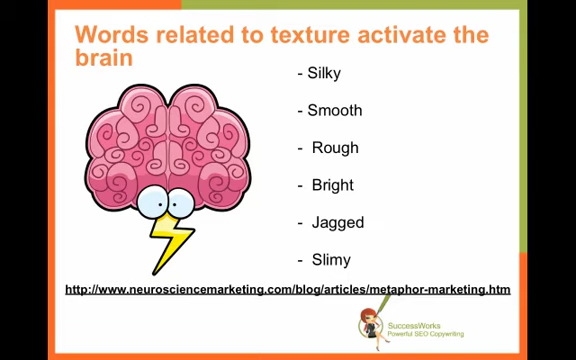 Words related to texture activate the
brain
- Silky
- Smooth
- Rough
- Bright
- Jagged
- Slimy
http://www.neurosciencemarketing.com/blog/articles/metaphor-marketing.htm
SuccessWorks
Powerful SEO Copywriting